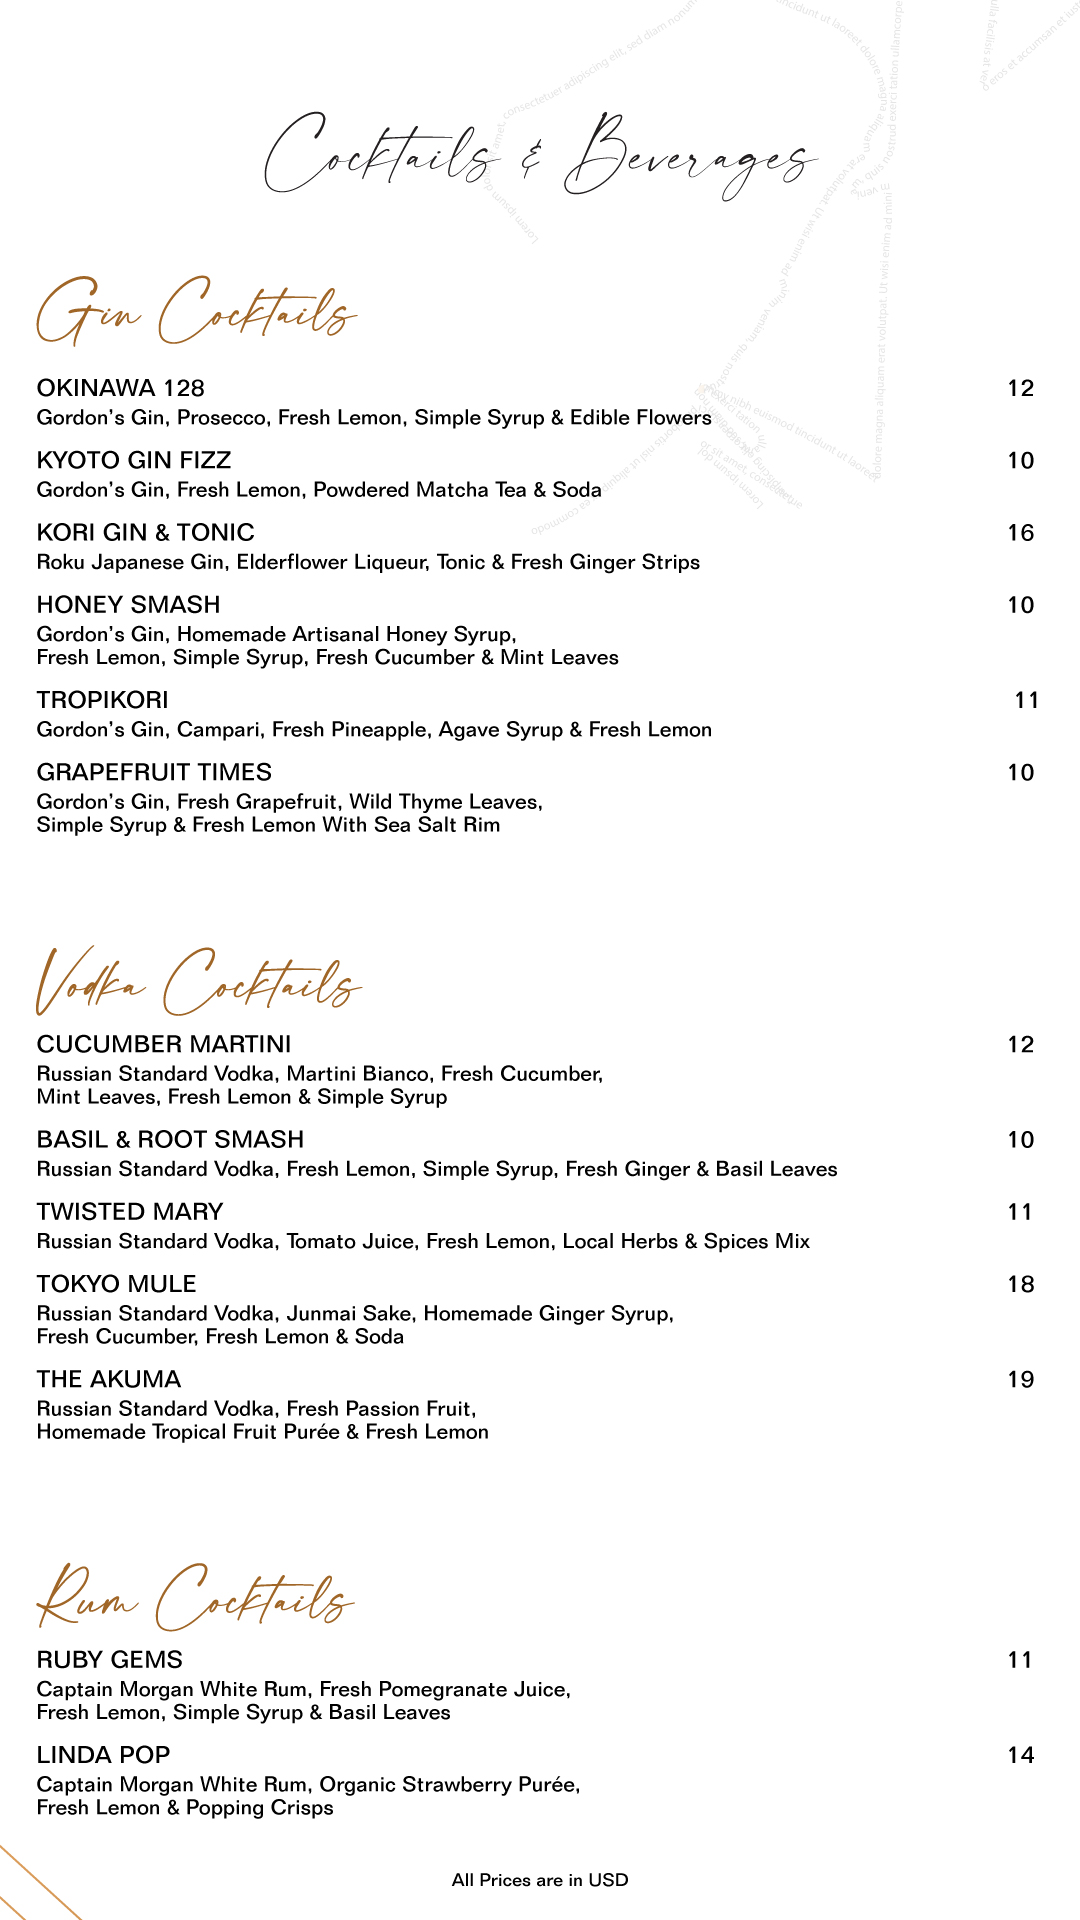 Cocktails & Beverages
Gin Cocktails
OKINAWA 128 12
Gordon's Gin, Prosecco, Fresh Lemon, Simple Syrup & Edible Flowers
KYOTO GIN FIZZ 10
Gordon's Gin, Fresh Lemon, Powdered Matcha Tea & Soda
KORI GIN & TONIC 16
Roku Japanese Gin, Elderflower Liqueur, Tonic & Fresh Ginger Strips
HONEY SMASH 10
Gordon's Gin, Homemade Artisanal Honey Syrup,
Fresh Lemon, Simple Syrup, Fresh Cucumber & Mint Leaves
TROPIKORI 11
Gordon's Gin, Campari, Fresh Pineapple, Agave Syrup & Fresh Lemon
GRAPEFRUIT TIMES 10
Gordon's Gin, Fresh Grapefruit, Wild Thyme Leaves,
Simple Syrup & Fresh Lemon With Sea Salt Rim
Vodka Cocktails
CUCUMBER MARTINI 12
Russian Standard Vodka, Martini Bianco, Fresh Cucumber,
Mint Leaves, Fresh Lemon & Simple Syrup
BASIL & ROOT SMASH 10
Russian Standard Vodka, Fresh Lemon, Simple Syrup, Fresh Ginger & Basil Leaves
TWISTED MARY 11
Russian Standard Vodka, Tomato Juice, Fresh Lemon, Local Herbs & Spices Mix
TOKYO MULE 18
Russian Standard Vodka, Junmai Sake, Homemade Ginger Syrup,
Fresh Cucumber, Fresh Lemon & Soda
THE AKUMA 19
Russian Standard Vodka, Fresh Passion Fruit,
Homemade Tropical Fruit Purée & Fresh Lemon
Rum Cocktails
RUBY GEMS 11
Captain Morgan White Rum, Fresh Pomegranate Juice,
Fresh Lemon, Simple Syrup & Basil Leaves
LINDA POP 14
Captain Morgan White Rum, Organic Strawberry Purée,
Fresh Lemon & Popping Crisps
All Prices are in USD